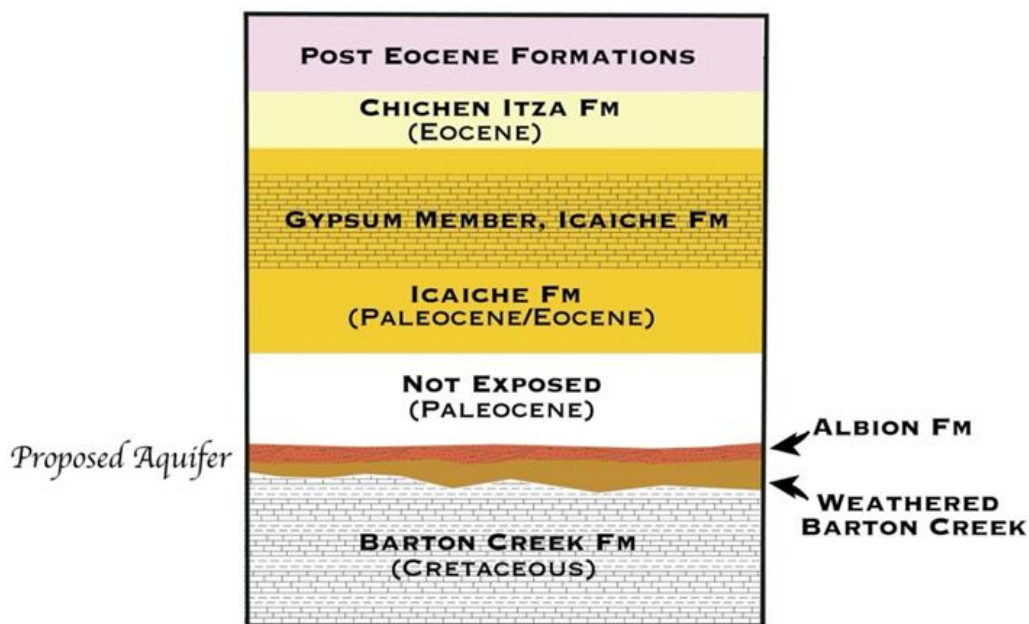 POST EOCENE FORMATIONS
CHICHEN ITZA FM
(EOCENE)
GYPSUM MEMBER, ICAICHE FM
ICAICHE FM
(PALEOCENE/EOCENE)
NOT EXPOSED
(PALEOCENE)
ALBION FM
Proposed Aquifer
WEATHERED
BARTON CREEK
BARTON CREEK FM
(CRETACEOUS)